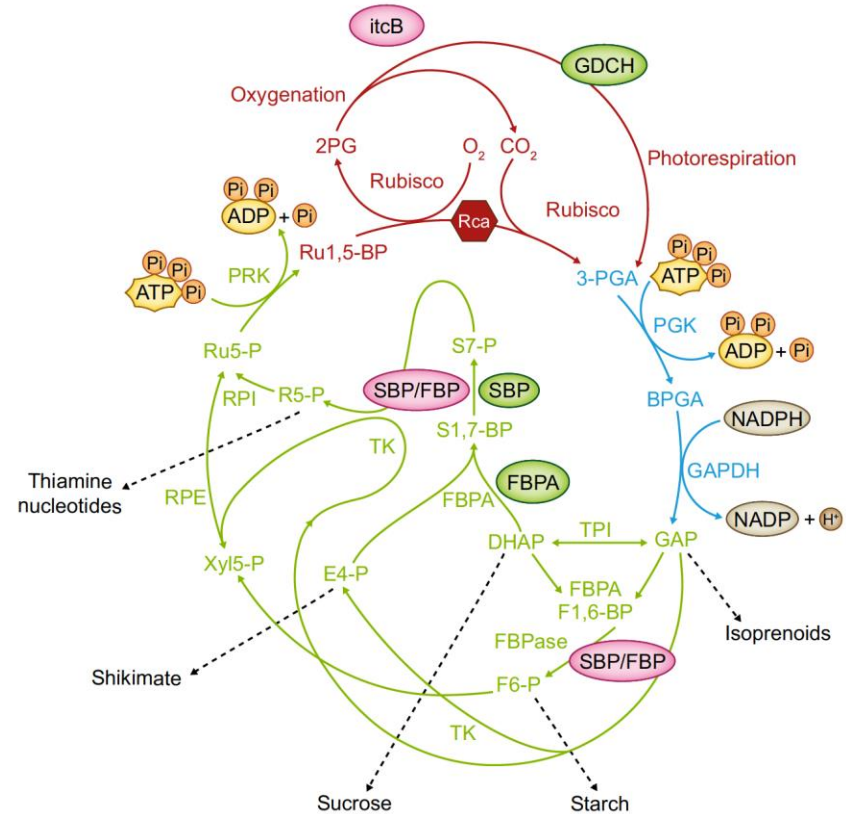 itcB
GDCH
Oxygenation
2PG
O₂
CO₂
Photorespiration
Rubisco
Rubisco
Rca
Pi
Pi
ADP + Pi
Ru1,5-BP
Pi
Pi
ATP
Pi
PRK
3-PGA
Pi
Pi
ATP
Pi
PGK
Pi
Pi
ADP + Pi
Ru5-P
S7-P
RPI
R5-P
SBP/FBP
SBP
BPGA
NADPH
S1,7-BP
TK
GAPDH
Thiamine
nucleotides
RPE
FBPA
FBPA
NADP + H⁺
Xyl5-P
E4-P
DHAP
TPI
GAP
FBPA
F1,6-BP
Isoprenoids
FBPase
SBP/FBP
Shikimate
F6-P
TK
Sucrose
Starch